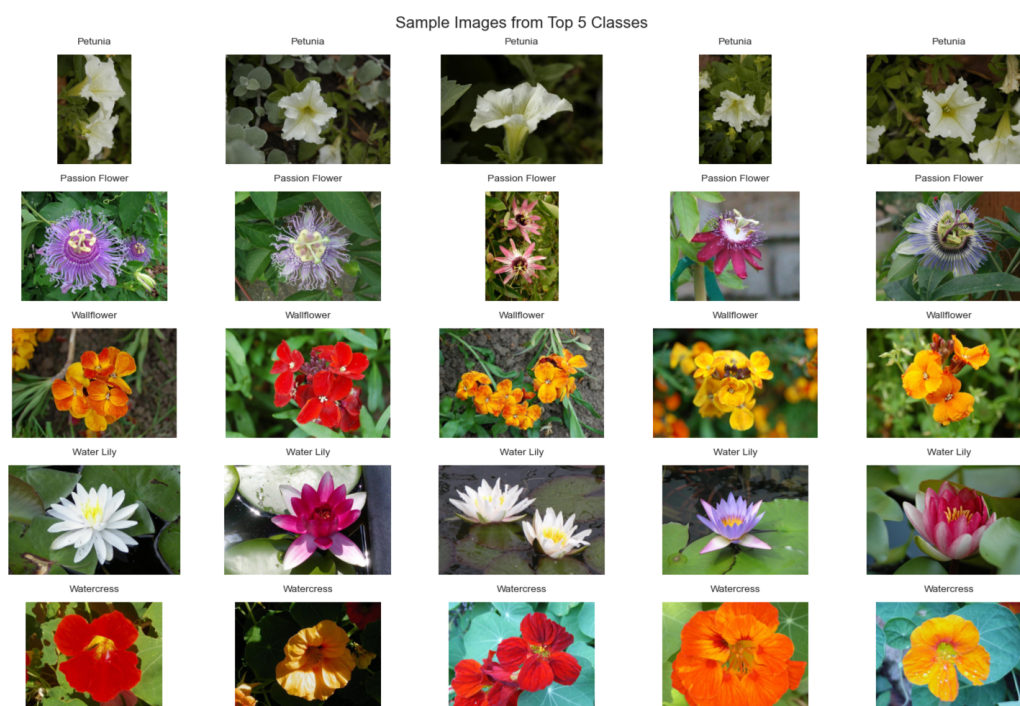 Sample Images from Top 5 Classes
Petunia Petunia Petunia Petunia Petunia
Passion Flower Passion Flower Passion Flower Passion Flower Passion Flower
Wallflower Wallflower Wallflower Wallflower Wallflower
Water Lily Water Lily Water Lily Water Lily Water Lily
Watercress Watercress Watercress Watercress Watercress